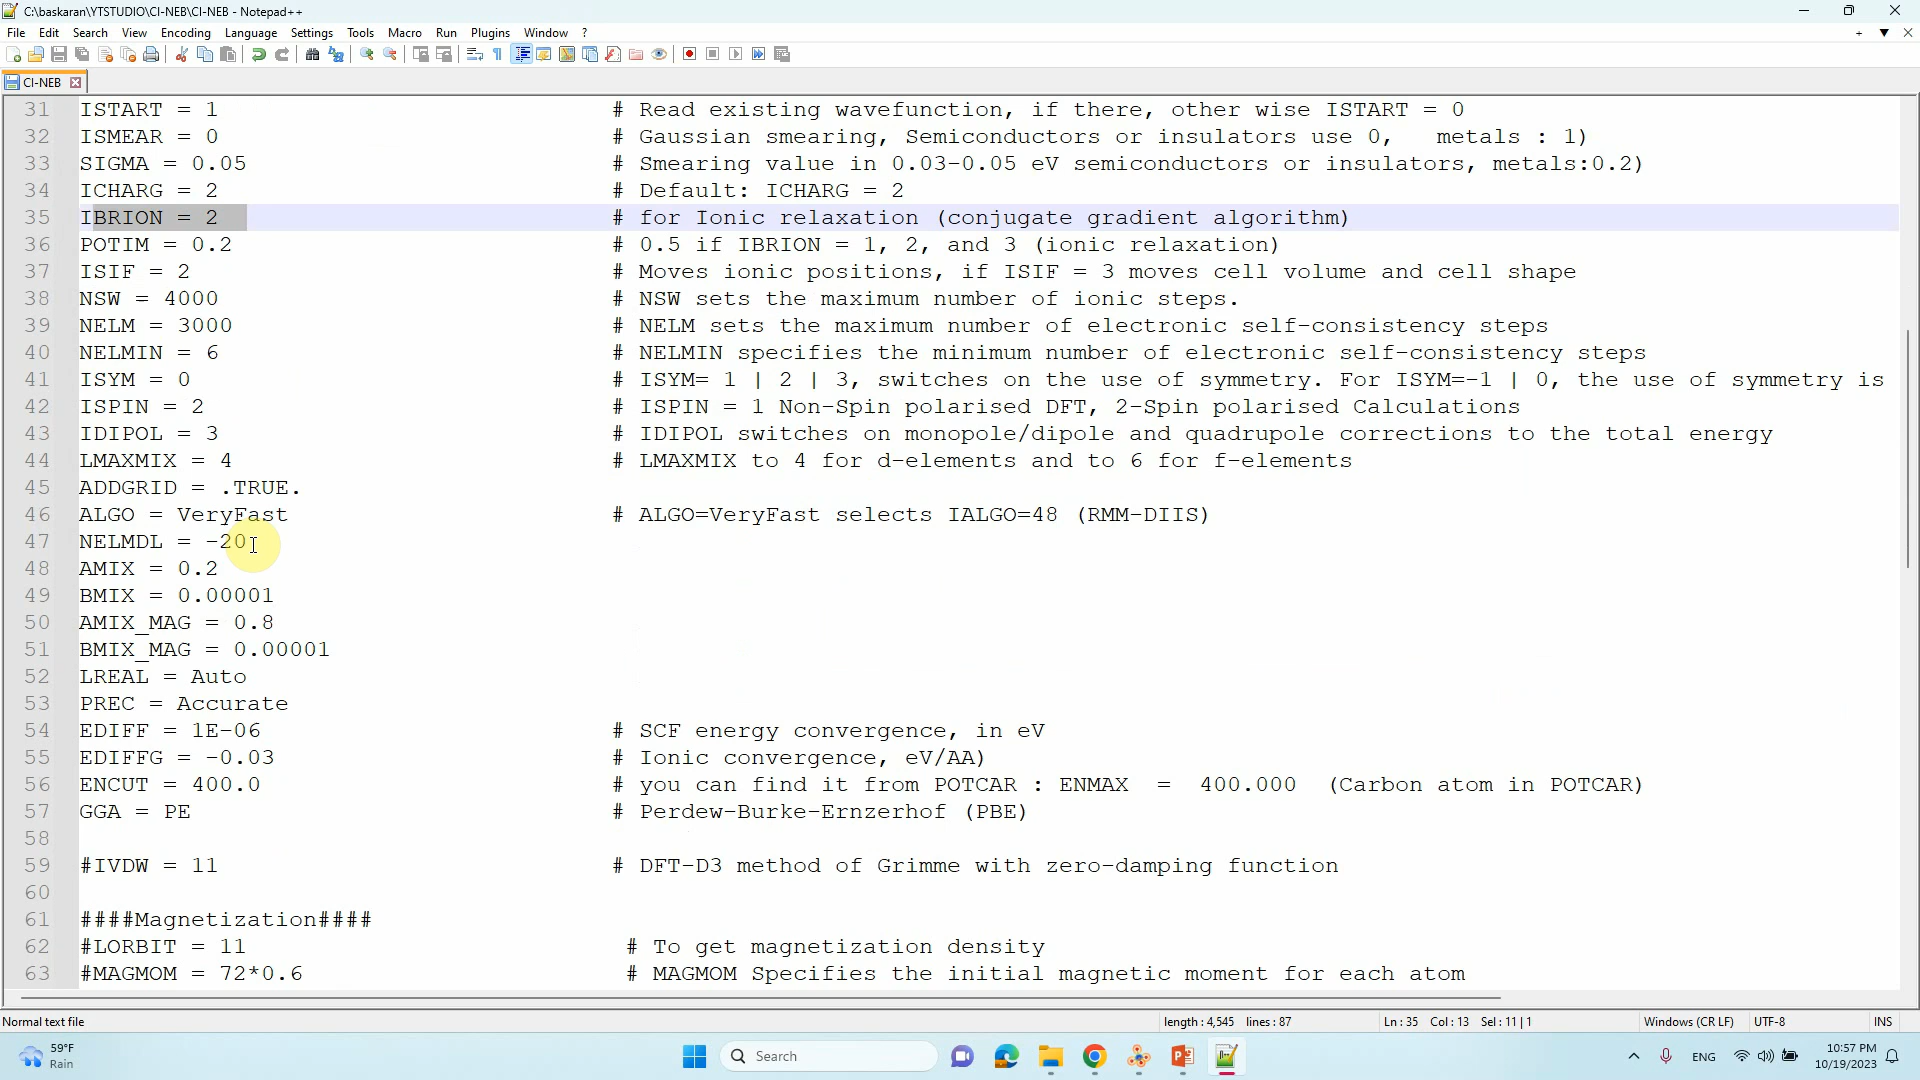 C:\baskaran\YTSTUDIO\CI-NEB\CI-NEB - Notepad++
File Edit Search View Encoding Language Settings Tools Macro Run Plugins Window ?
CI-NEB
31 ISTART = 1 # Read existing wavefunction, if there, other wise ISTART = 0
32 ISMEAR = 0 # Gaussian smearing, Semiconductors or insulators use 0, metals : 1)
33 SIGMA = 0.05 # Smearing value in 0.03-0.05 eV semiconductors or insulators, metals:0.2)
34 ICHARG = 2 # Default: ICHARG = 2
35 IBRION = 2 # for Ionic relaxation (conjugate gradient algorithm)
36 POTIM = 0.2 # 0.5 if IBRION = 1, 2, and 3 (ionic relaxation)
37 ISIF = 2 # Moves ionic positions, if ISIF = 3 moves cell volume and cell shape
38 NSW = 4000 # NSW sets the maximum number of ionic steps.
39 NELM = 3000 # NELM sets the maximum number of electronic self-consistency steps
40 NELMIN = 6 # NELMIN specifies the minimum number of electronic self-consistency steps
41 ISYM = 0 # ISYM= 1 | 2 | 3, switches on the use of symmetry. For ISYM=-1 | 0, the use of symmetry is
42 ISPIN = 2 # ISPIN = 1 Non-Spin polarised DFT, 2-Spin polarised Calculations
43 IDIPOL = 3 # IDIPOL switches on monopole/dipole and quadrupole corrections to the total energy
44 LMAXMIX = 4 # LMAXMIX to 4 for d-elements and to 6 for f-elements
45 ADDGRID = .TRUE.
46 ALGO = VeryFast # ALGO=VeryFast selects IALGO=48 (RMM-DIIS)
47 NELMDL = -20
48 AMIX = 0.2
49 BMIX = 0.00001
50 AMIX_MAG = 0.8
51 BMIX_MAG = 0.00001
52 LREAL = Auto
53 PREC = Accurate
54 EDIFF = 1E-06 # SCF energy convergence, in eV
55 EDIFFG = -0.03 # Ionic convergence, eV/AA)
56 ENCUT = 400.0 # you can find it from POTCAR : ENMAX = 400.000 (Carbon atom in POTCAR)
57 GGA = PE # Perdew-Burke-Ernzerhof (PBE)
58
59 #IVDW = 11 # DFT-D3 method of Grimme with zero-damping function
60
61 ####Magnetization####
62 #LORBIT = 11 # To get magnetization density
63 #MAGMOM = 72*0.6 # MAGMOM Specifies the initial magnetic moment for each atom
Normal text file length : 4,545 lines : 87 Ln : 35 Col : 13 Sel : 11 | 1 Windows (CR LF) UTF-8 INS
59°F
Rain
Search
ENG
10:57 PM
10/19/2023